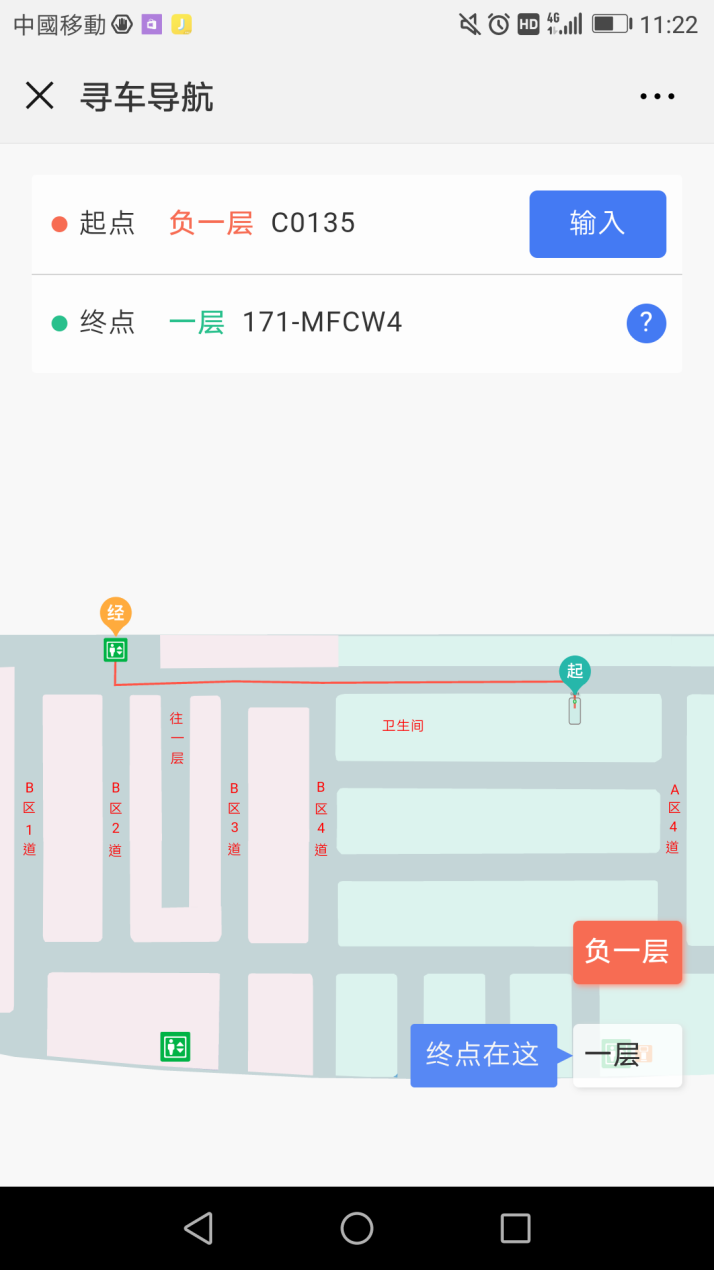 中國移動
HD
4G
11:22
寻车导航
起点 负一层 C0135
输入
终点 一层 171-MFCW4
?
经
起
卫生间
往一层
B区1道
B区2道
B区3道
B区4道
A区4道
负一层
终点在这
一层